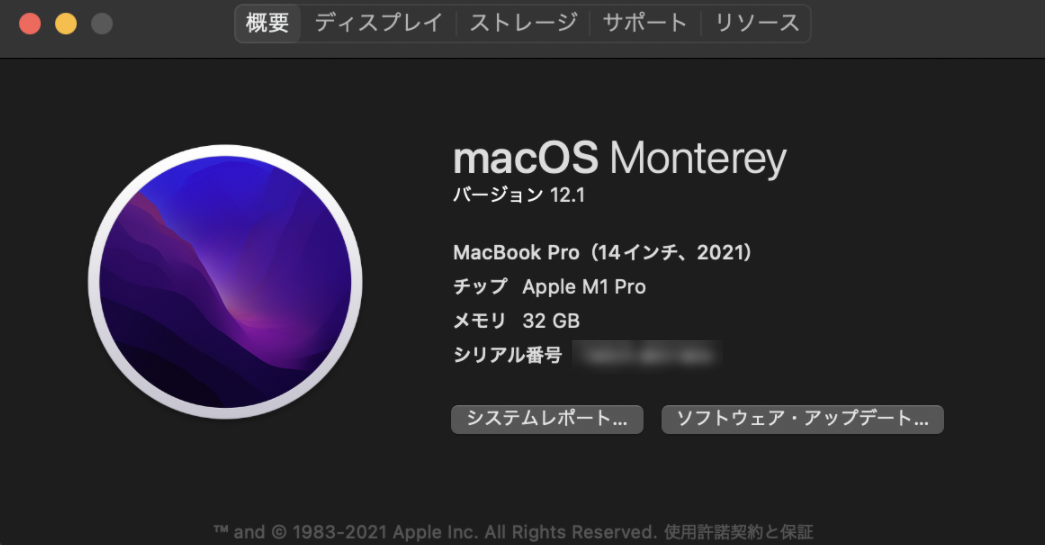 概要 ディスプレイ ストレージ サポート リソース
macOS Monterey
バージョン 12.1
MacBook Pro（14インチ、2021）
チップ Apple M1 Pro
メモリ 32 GB
シリアル番号
システムレポート... ソフトウェア・アップデート...
™ and © 1983-2021 Apple Inc. All Rights Reserved. 使用許諾契約と保証